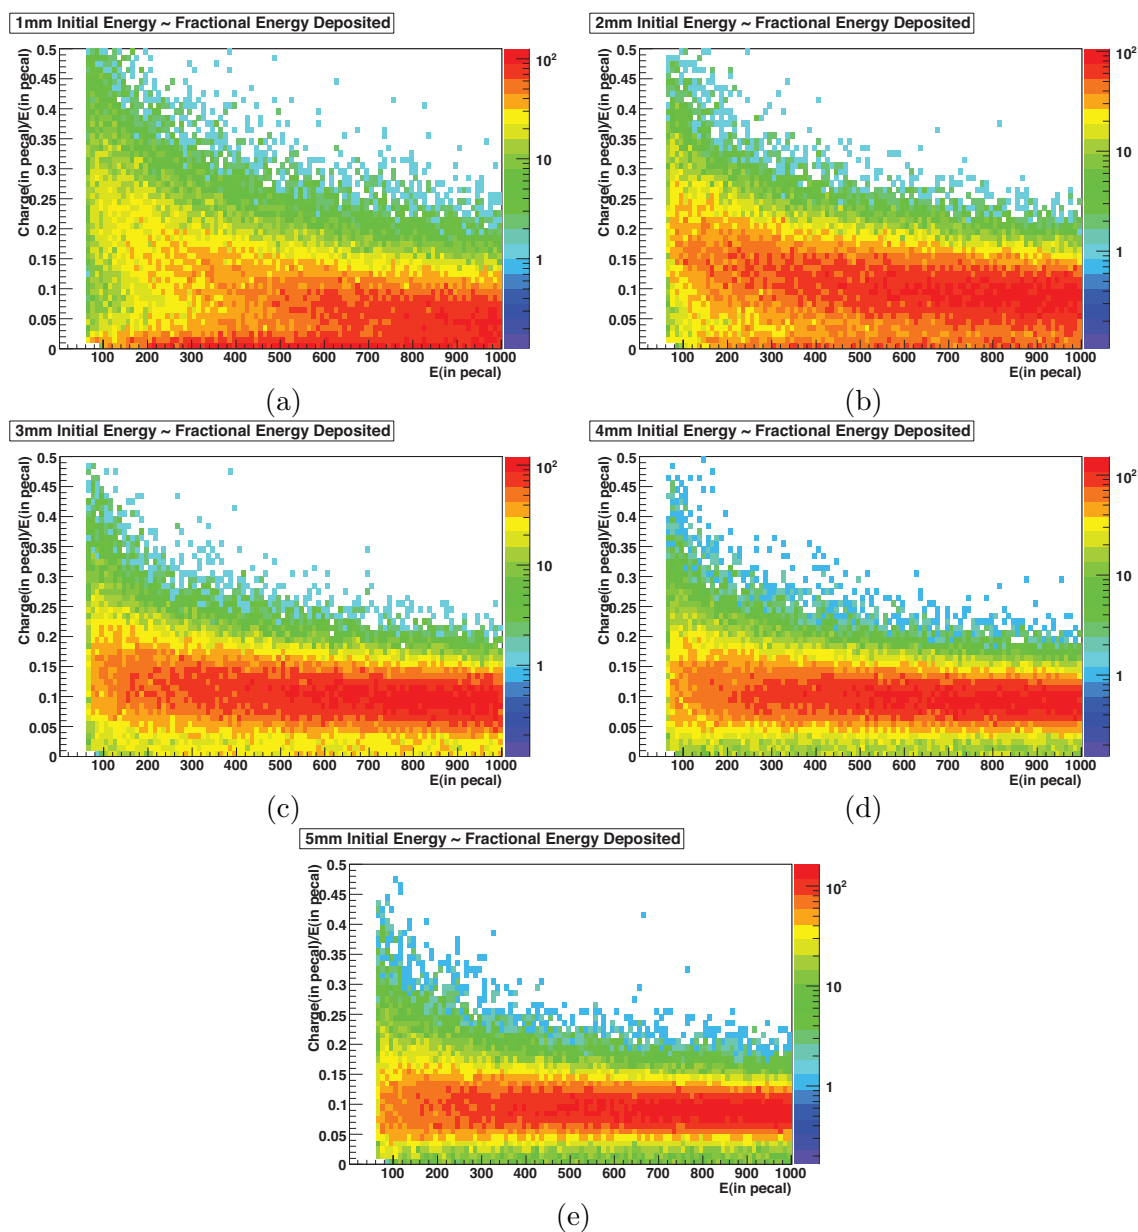 1mm Initial Energy ~ Fractional Energy Deposited
Charge(in pecal)/E(in pecal)
0.5
0.45
0.4
0.35
0.3
0.25
0.2
0.15
0.1
0.05
0
100 200 300 400 500 600 700 800 900 1000
E(in pecal)
10²
10
1
(a)
2mm Initial Energy ~ Fractional Energy Deposited
Charge(in pecal)/E(in pecal)
0.5
0.45
0.4
0.35
0.3
0.25
0.2
0.15
0.1
0.05
0
100 200 300 400 500 600 700 800 900 1000
E(in pecal)
10²
10
1
(b)
3mm Initial Energy ~ Fractional Energy Deposited
Charge(in pecal)/E(in pecal)
0.5
0.45
0.4
0.35
0.3
0.25
0.2
0.15
0.1
0.05
0
100 200 300 400 500 600 700 800 900 1000
E(in pecal)
10²
10
1
(c)
4mm Initial Energy ~ Fractional Energy Deposited
Charge(in pecal)/E(in pecal)
0.5
0.45
0.4
0.35
0.3
0.25
0.2
0.15
0.1
0.05
0
100 200 300 400 500 600 700 800 900 1000
E(in pecal)
10²
10
1
(d)
5mm Initial Energy ~ Fractional Energy Deposited
Charge(in pecal)/E(in pecal)
0.5
0.45
0.4
0.35
0.3
0.25
0.2
0.15
0.1
0.05
0
100 200 300 400 500 600 700 800 900 1000
E(in pecal)
10²
10
1
(e)